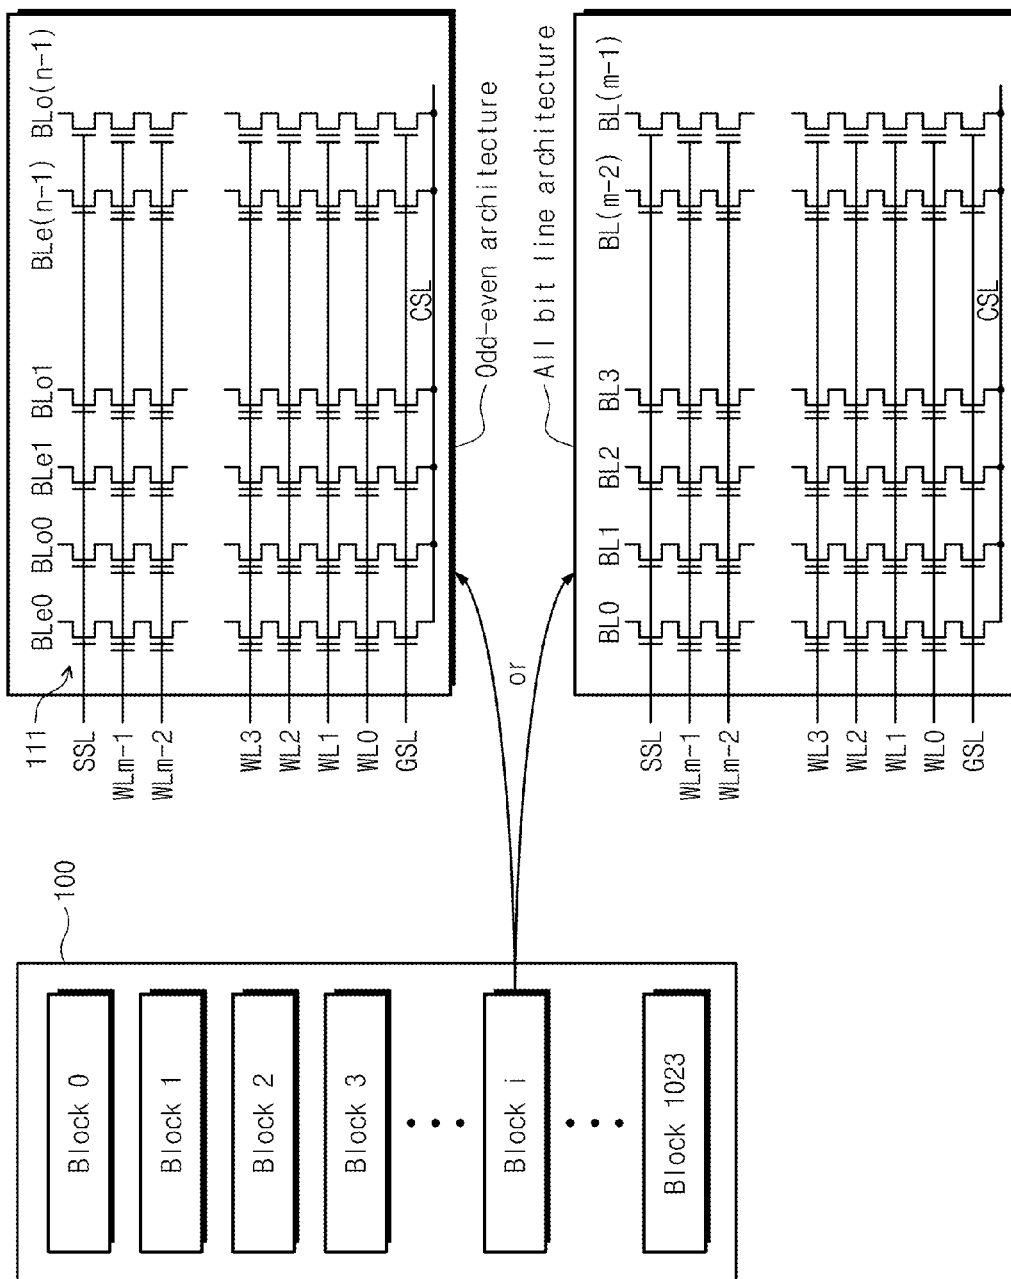 100
Block 0
Block 1
Block 2
Block 3
Block i
Block 1023
or
111
BLe0
BLo0
BLe1
BLo1
BLe(n-1)
BLo(n-1)
SSL
WLm-1
WLm-2
WL3
WL2
WL1
WL0
GSL
CSL
Odd-even architecture
All bit line architecture
BL0
BL1
BL2
BL3
BL(m-2)
BL(m-1)
SSL
WLm-1
WLm-2
WL3
WL2
WL1
WL0
GSL
CSL